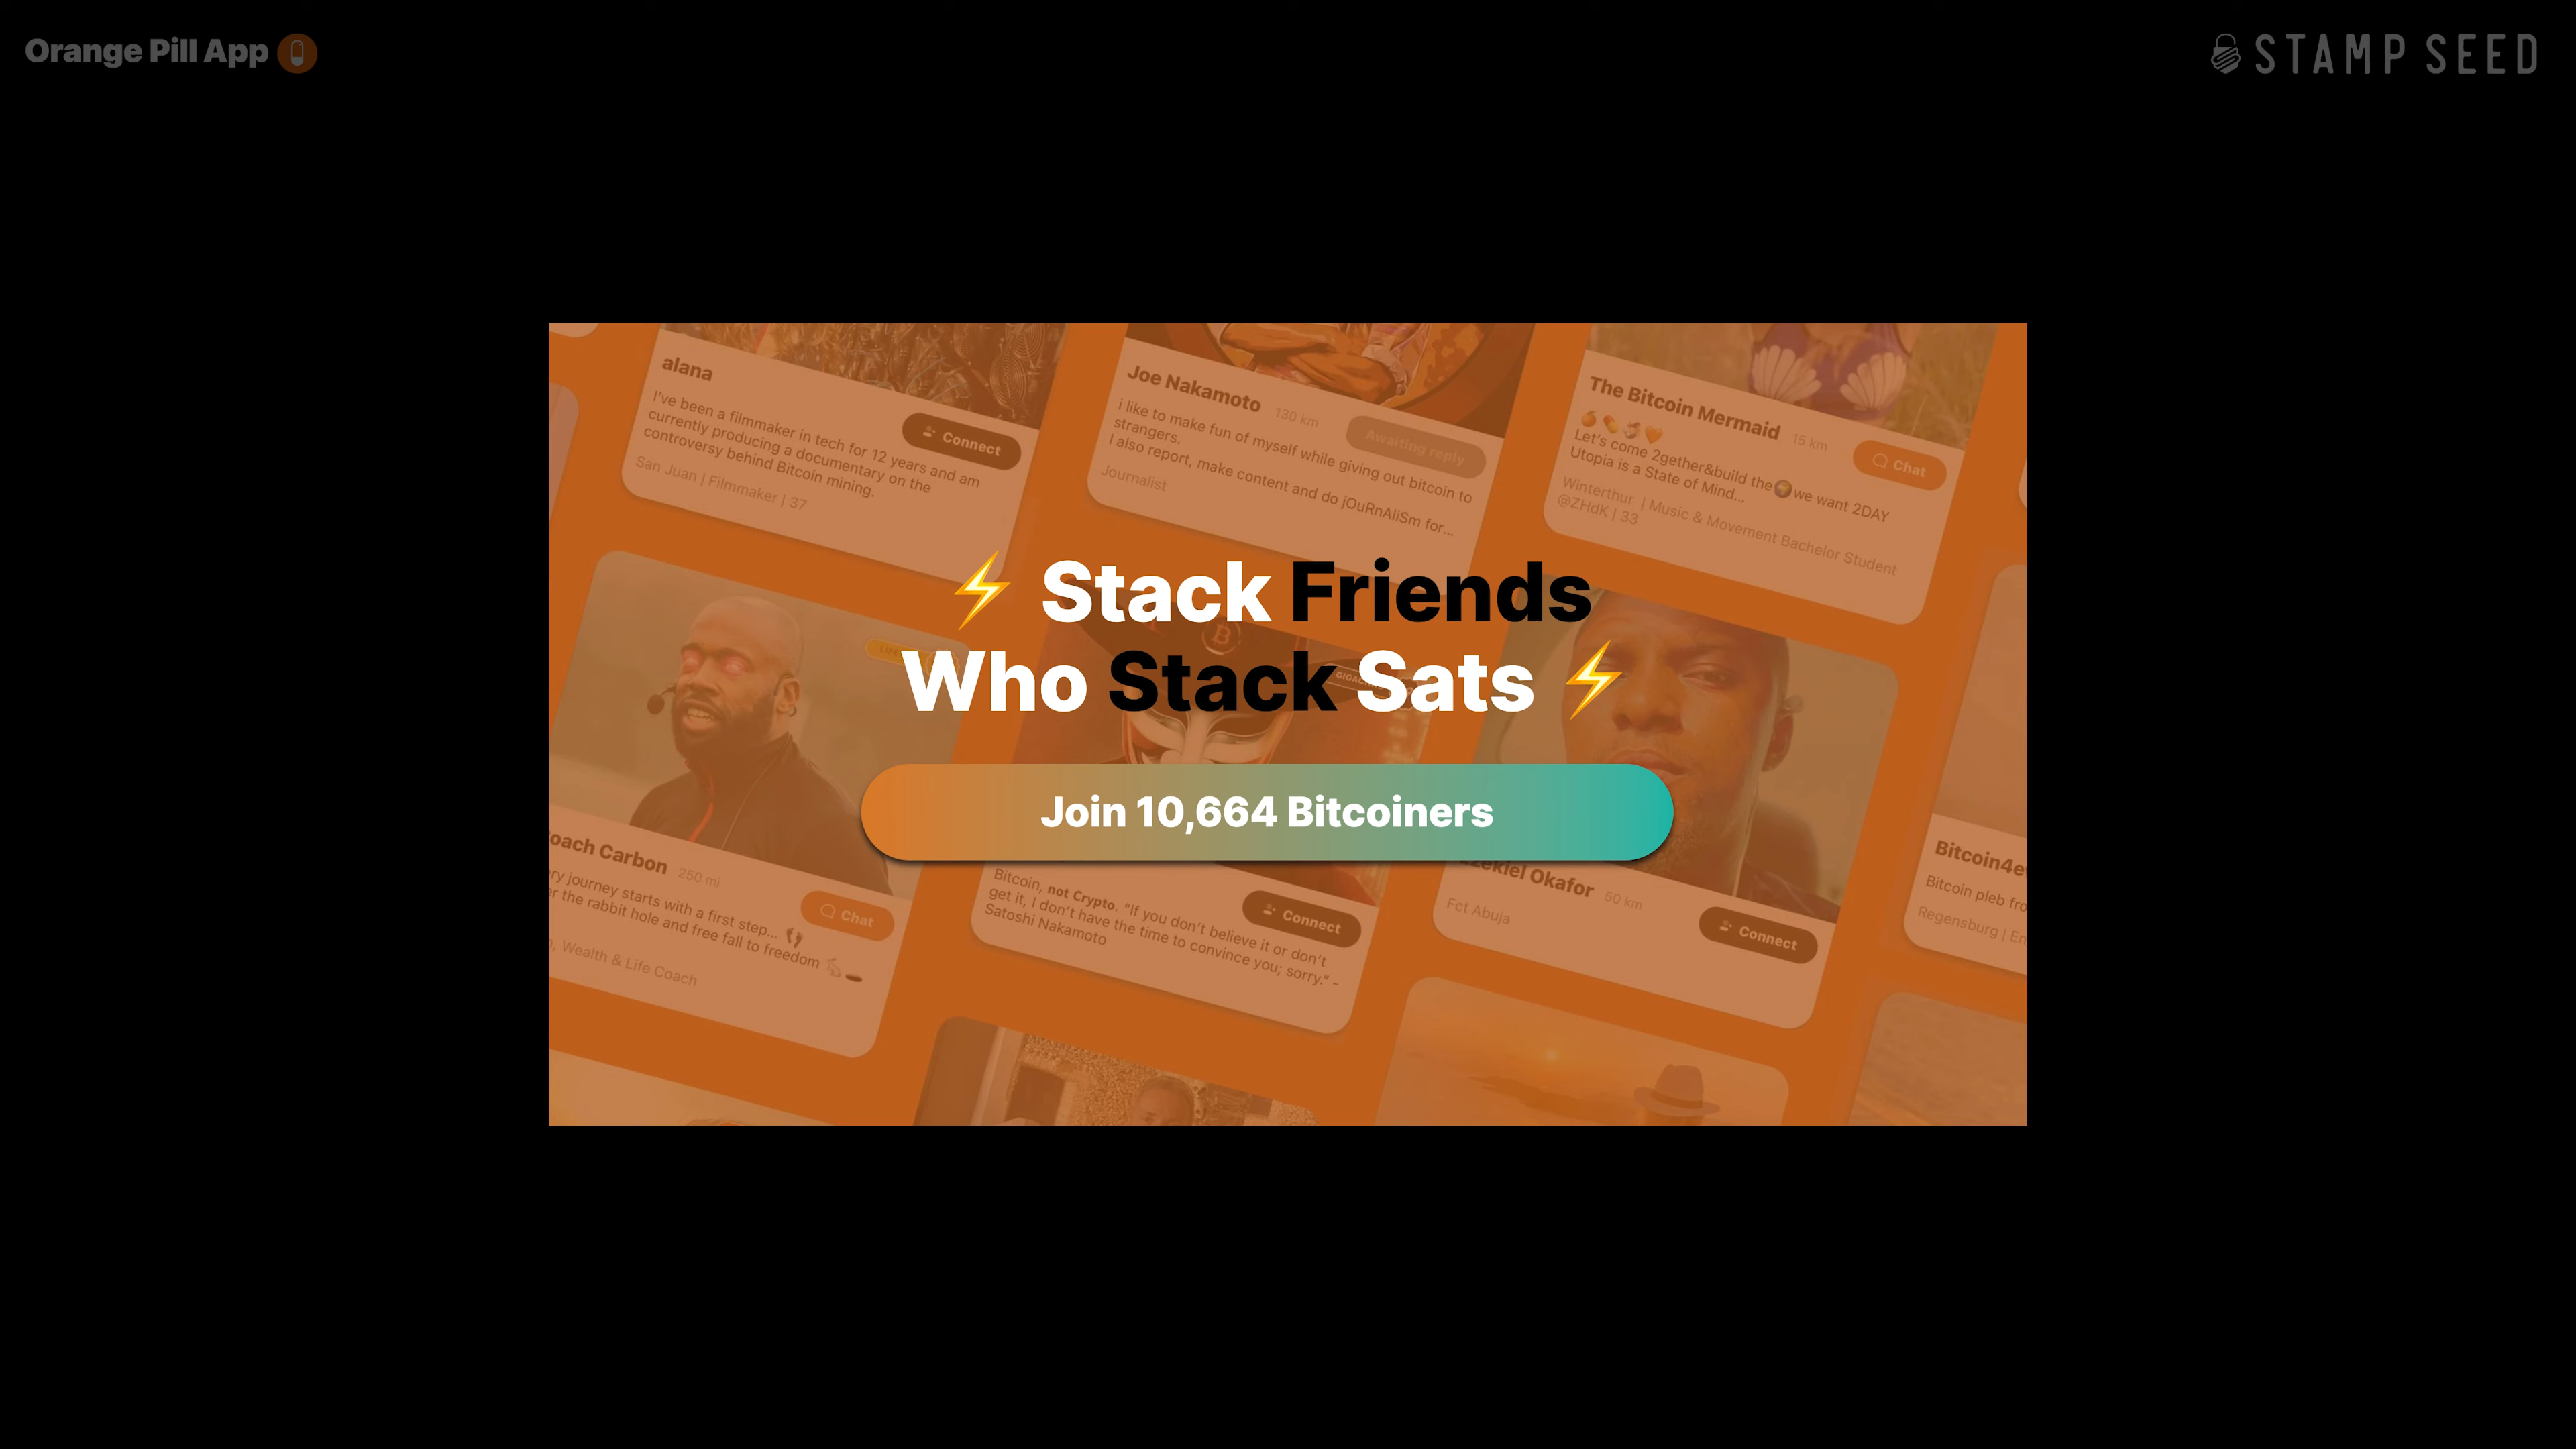 Orange Pill App
STAMP SEED
alana
I've been a filmmaker in tech for 12 years and am
currently producing a documentary on the
controversy behind Bitcoin mining.
San Juan | Filmmaker | 37
Connect
Joe Nakamoto 130 km
i like to make fun of myself while giving out bitcoin to
strangers.
I also report, make content and do jOuRnAliSm for...
Journalist
Awaiting reply
The Bitcoin Mermaid 15 km
🍊💊🧜‍♀️🧡
Let's come 2gether&build the🌍we want 2DAY
Utopia is a State of Mind...
Winterthur | Music & Movement Bachelor Student
@ZHdK | 33
Chat
⚡ Stack Friends
Who Stack Sats ⚡
Join 10,664 Bitcoiners
oach Carbon 250 mi
ry journey starts with a first step... 👣
er the rabbit hole and free fall to freedom 🐇🕳️
, Wealth & Life Coach
Chat
Bitcoin, not Crypto. "If you don't believe it or don't
get it, I don't have the time to convince you; sorry." -
Satoshi Nakamoto
Connect
zekiel Okafor 50 km
Fct Abuja
Connect
Bitcoin4e
Bitcoin pleb fro
Regensburg | En